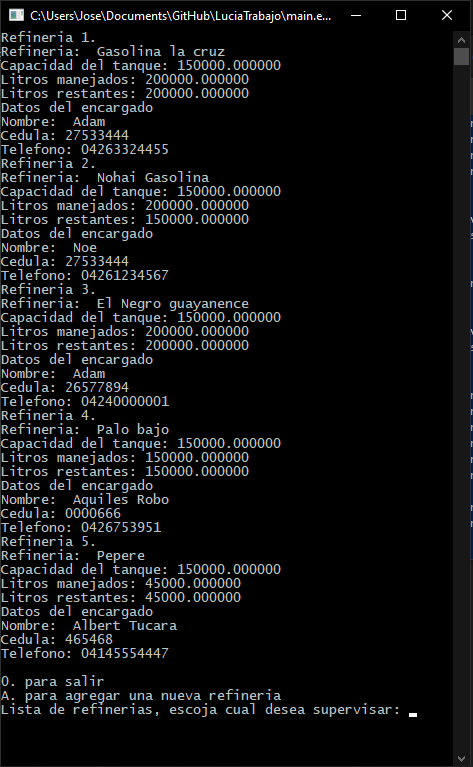 C:\Users\Jose\Documents\GitHub\LuciaTrabajo\main.e...
Refineria 1.
Refineria:  Gasolina la cruz
Capacidad del tanque: 150000.000000
Litros manejados: 200000.000000
Litros restantes: 200000.000000
Datos del encargado
Nombre:  Adam
Cedula: 27533444
Telefono: 04263324455
Refineria 2.
Refineria:  Nohai Gasolina
Capacidad del tanque: 150000.000000
Litros manejados: 200000.000000
Litros restantes: 150000.000000
Datos del encargado
Nombre:  Noe
Cedula: 27533444
Telefono: 04261234567
Refineria 3.
Refineria:  El Negro guayanence
Capacidad del tanque: 150000.000000
Litros manejados: 200000.000000
Litros restantes: 200000.000000
Datos del encargado
Nombre:  Adam
Cedula: 26577894
Telefono: 04240000001
Refineria 4.
Refineria:  Palo bajo
Capacidad del tanque: 150000.000000
Litros manejados: 150000.000000
Litros restantes: 150000.000000
Datos del encargado
Nombre:  Aquiles Robo
Cedula: 0000666
Telefono: 0426753951
Refineria 5.
Refineria:  Pepere
Capacidad del tanque: 150000.000000
Litros manejados: 45000.000000
Litros restantes: 45000.000000
Datos del encargado
Nombre:  Albert Tucara
Cedula: 465468
Telefono: 04145554447
0. para salir
A. para agregar una nueva refineria
Lista de refinerias, escoja cual desea supervisar: